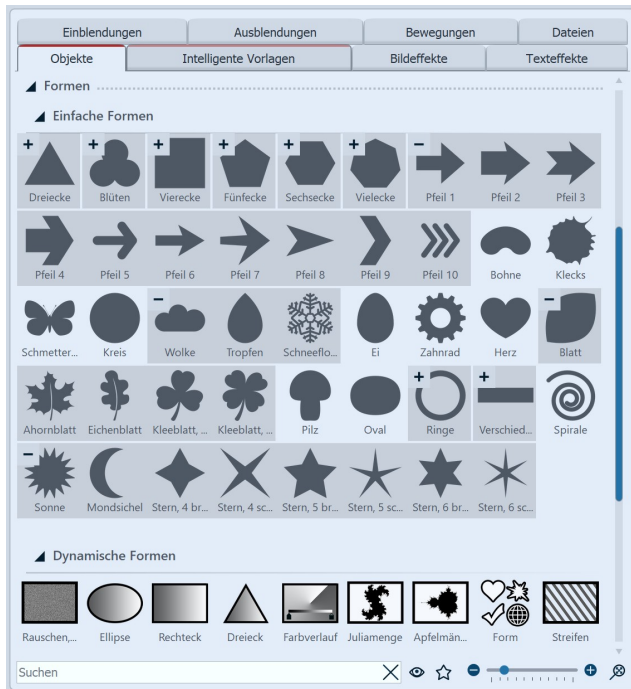 Einblendungen Ausblendungen Bewegungen Dateien
Objekte Intelligente Vorlagen Bildeffekte Texteffekte
Formen
Einfache Formen
Dreiecke Blüten Vierecke Fünfecke Sechsecke Vielecke Pfeil 1 Pfeil 2 Pfeil 3
Pfeil 4 Pfeil 5 Pfeil 6 Pfeil 7 Pfeil 8 Pfeil 9 Pfeil 10 Bohne Klecks
Schmetter... Kreis Wolke Tropfen Schneeflo... Ei Zahnrad Herz Blatt
Ahornblatt Eichenblatt Kleeblatt, ... Kleeblatt, ... Pilz Oval Ringe Verschied... Spirale
Sonne Mondsichel Stern, 4 br... Stern, 4 sc... Stern, 5 br... Stern, 5 sc... Stern, 6 br... Stern, 6 sc...
Dynamische Formen
Rauschen,... Ellipse Rechteck Dreieck Farbverlauf Juliamenge Apfelmän... Form Streifen
Suchen